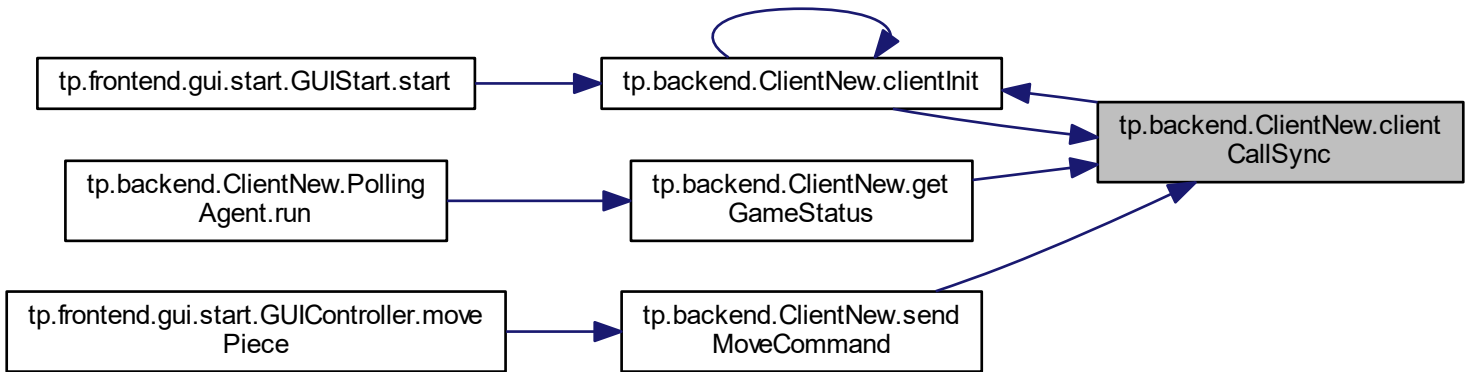 tp.frontend.gui.start.GUIStart.start
tp.backend.ClientNew.clientInit
tp.backend.ClientNew.client
CallSync
tp.backend.ClientNew.Polling
Agent.run
tp.backend.ClientNew.get
GameStatus
tp.frontend.gui.start.GUIController.move
Piece
tp.backend.ClientNew.send
MoveCommand